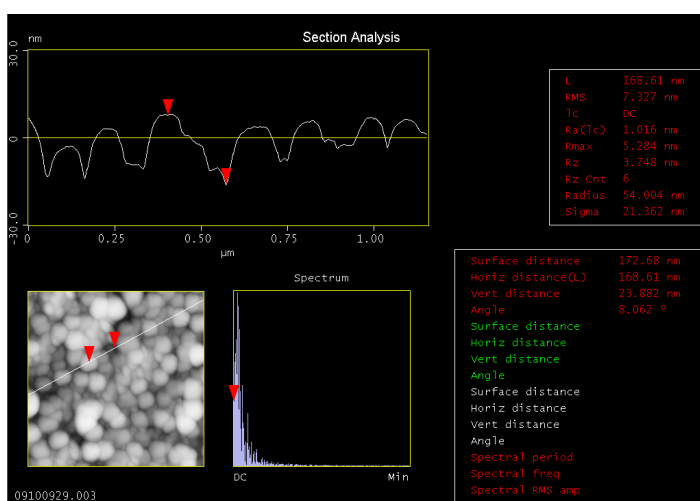 Section Analysis
nm
30.0
0
-30.0
0 0.25 0.50 0.75 1.00
µm
L 168.61 nm
RMS 7.327 nm
lc DC
Ra(lc) 1.016 nm
Rmax 5.284 nm
Rz 3.748 nm
Rz Cnt 6
Radius 54.004 nm
Sigma 21.362 nm
Spectrum
DC Min
Surface distance 172.68 nm
Horiz distance(L) 168.61 nm
Vert distance 23.882 nm
Angle 8.062 °
Surface distance
Horiz distance
Vert distance
Angle
Surface distance
Horiz distance
Vert distance
Angle
Spectral period
Spectral freq
Spectral RMS amp
09100929.003